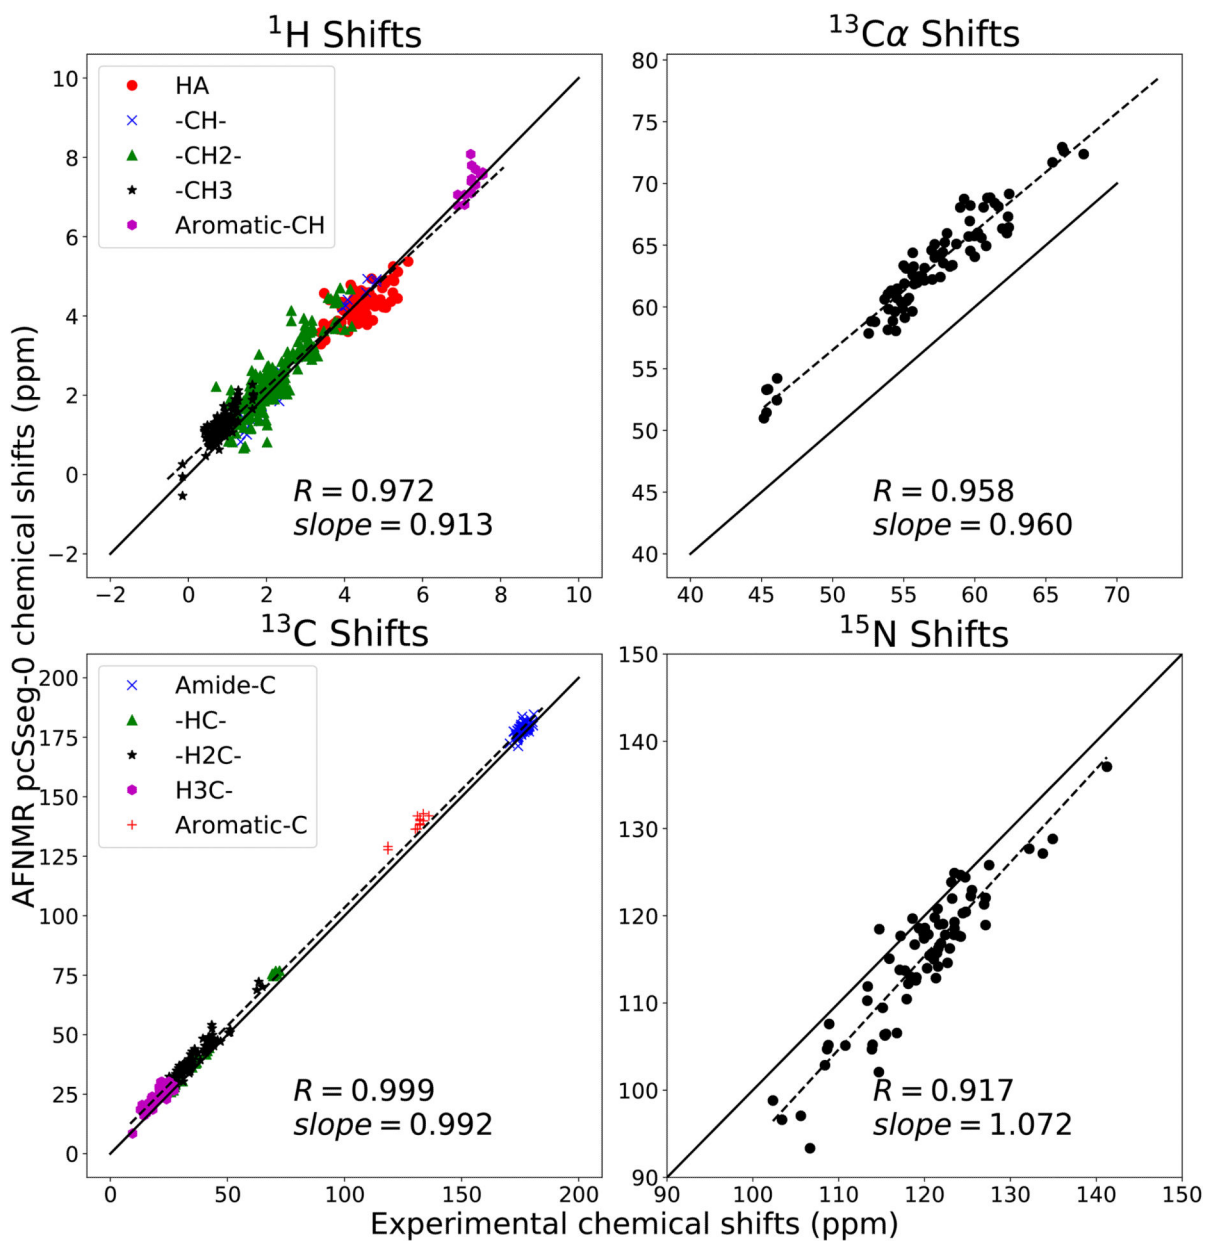 ¹H Shifts
¹³Cα Shifts
10
8
6
4
2
0
−2
HA
-CH-
-CH2-
-CH3
Aromatic-CH
R = 0.972
slope = 0.913
−2 0 2 4 6 8 10
80
75
70
65
60
55
50
45
40
R = 0.958
slope = 0.960
40 45 50 55 60 65 70
¹³C Shifts
¹⁵N Shifts
200
175
150
125
100
75
50
25
0
Amide-C
-HC-
-H2C-
H3C-
Aromatic-C
R = 0.999
slope = 0.992
0 50 100 150 200
150
140
130
120
110
100
90
R = 0.917
slope = 1.072
90 100 110 120 130 140 150
AFNMR pcSseg-0 chemical shifts (ppm)
Experimental chemical shifts (ppm)